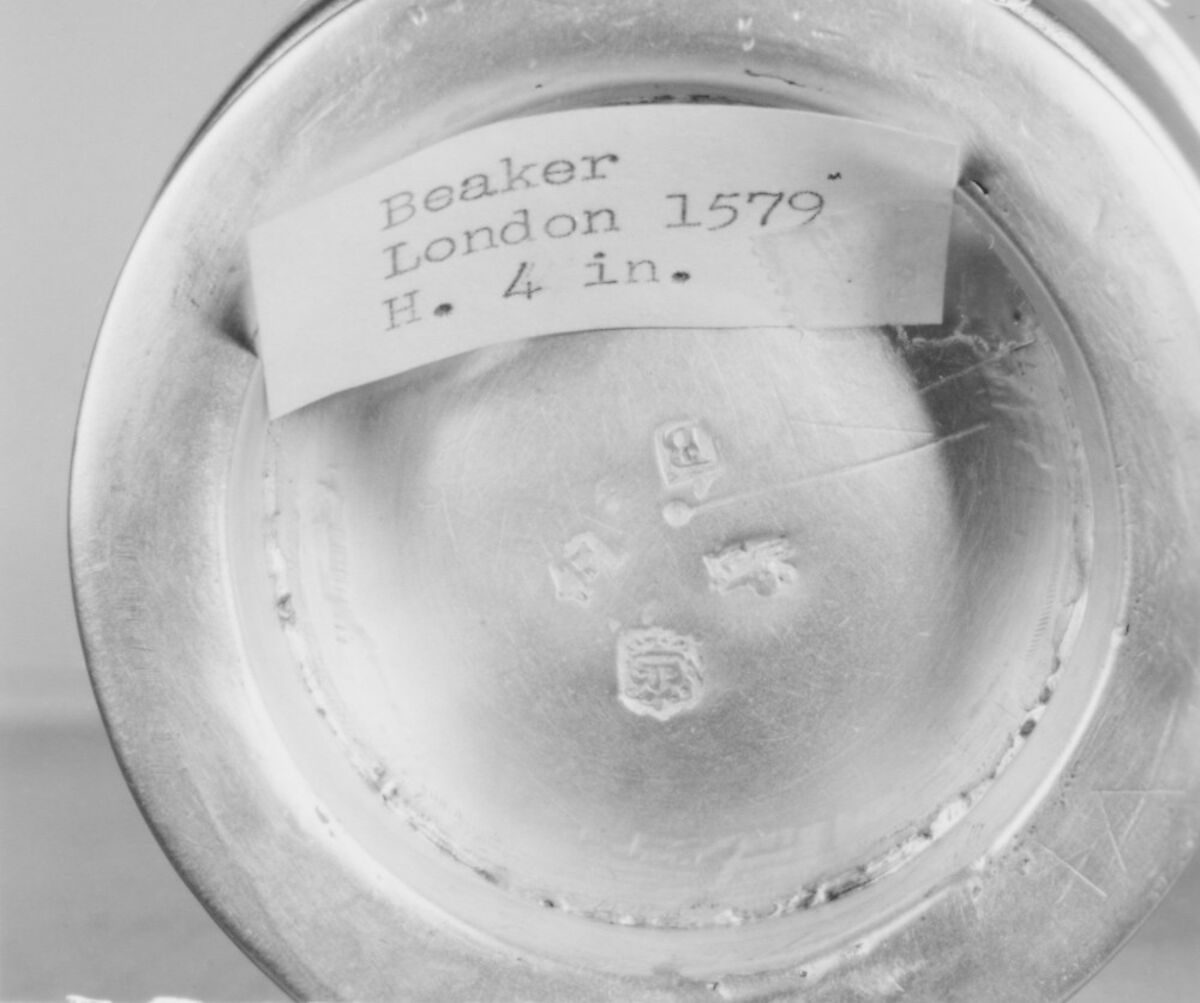 Beaker
London 1579
H. 4 in.